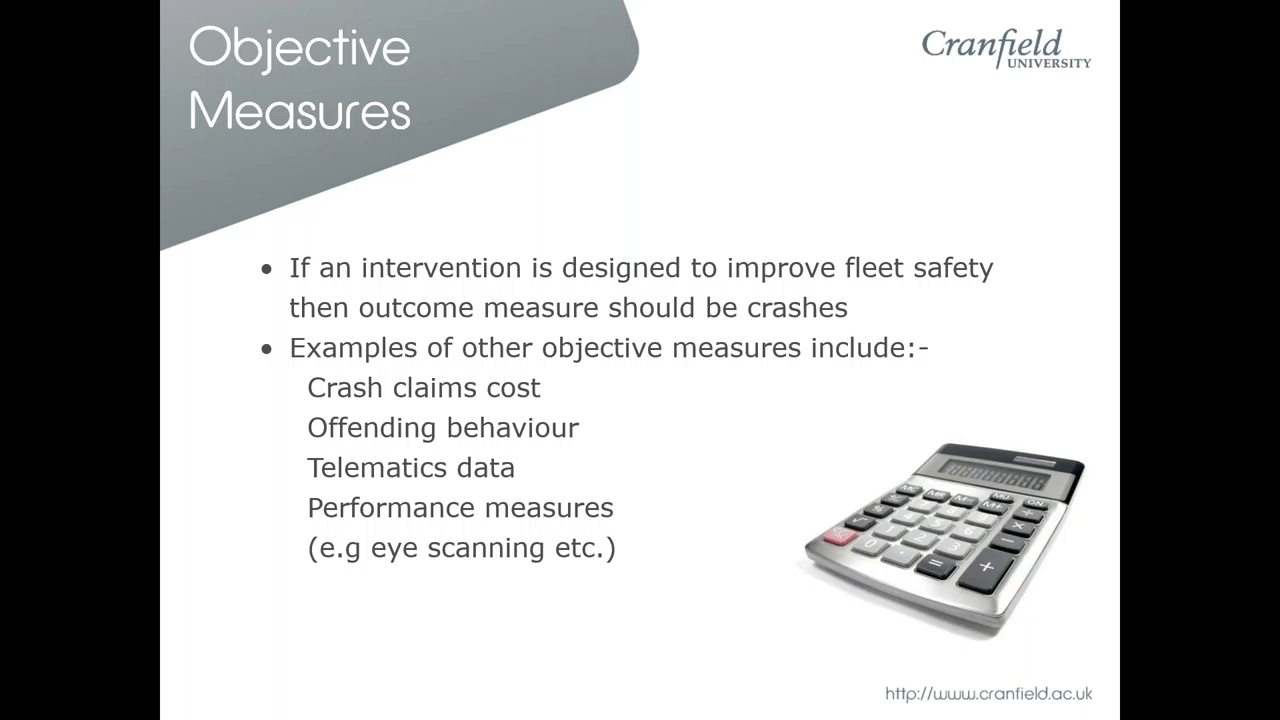 Objective
Measures
Cranfield
UNIVERSITY
• If an intervention is designed to improve fleet safety
then outcome measure should be crashes
• Examples of other objective measures include:-
Crash claims cost
Offending behaviour
Telematics data
Performance measures
(e.g eye scanning etc.)
http://www.cranfield.ac.uk